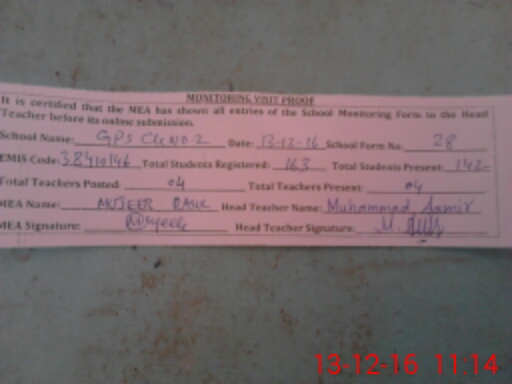 MONITORING VISIT PROOF
It is certified that the MEA has shown all entries of the School Monitoring Form to the Head
Teacher before its online submission.
School Name: GPS Date: 13-12-16 School Form No: 28
EMIS Code: 38410146 Total Students Registered: 163 Total Students Present: 142
Total Teachers Posted: 04 Total Teachers Present: 04
MEA Name: MOJEEB Head Teacher Name: Muhammad Aamir
MEA Signature: Head Teacher Signature: M.
13-12-16 11:14